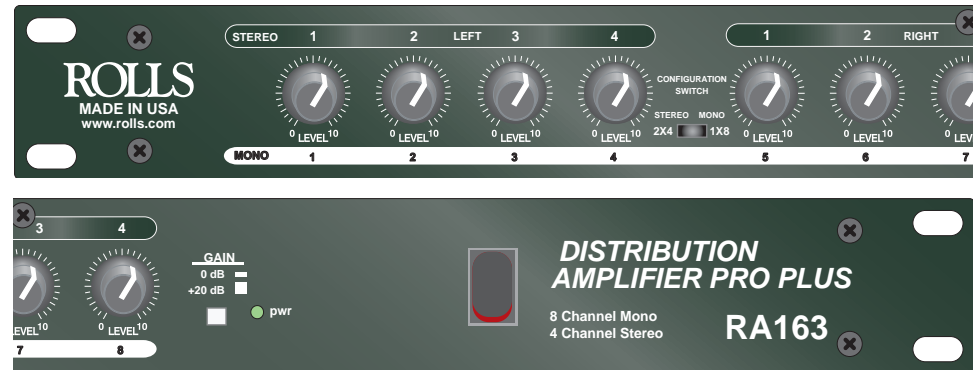 STEREO 1 2 LEFT 3 4 1 2 RIGHT
ROLLS
MADE IN USA
www.rolls.com
CONFIGURATION
SWITCH
STEREO MONO
2X4 1X8
0 LEVEL 10 0 LEVEL 10 0 LEVEL 10 0 LEVEL 10 0 LEVEL 10 0 LEVEL 10 0 LEV
MONO 1 2 3 4 5 6 7
3 4
GAIN
0 dB
+20 dB
pwr
EVEL 10 0 LEVEL 10
7 8
DISTRIBUTION
AMPLIFIER PRO PLUS
8 Channel Mono
4 Channel Stereo
RA163